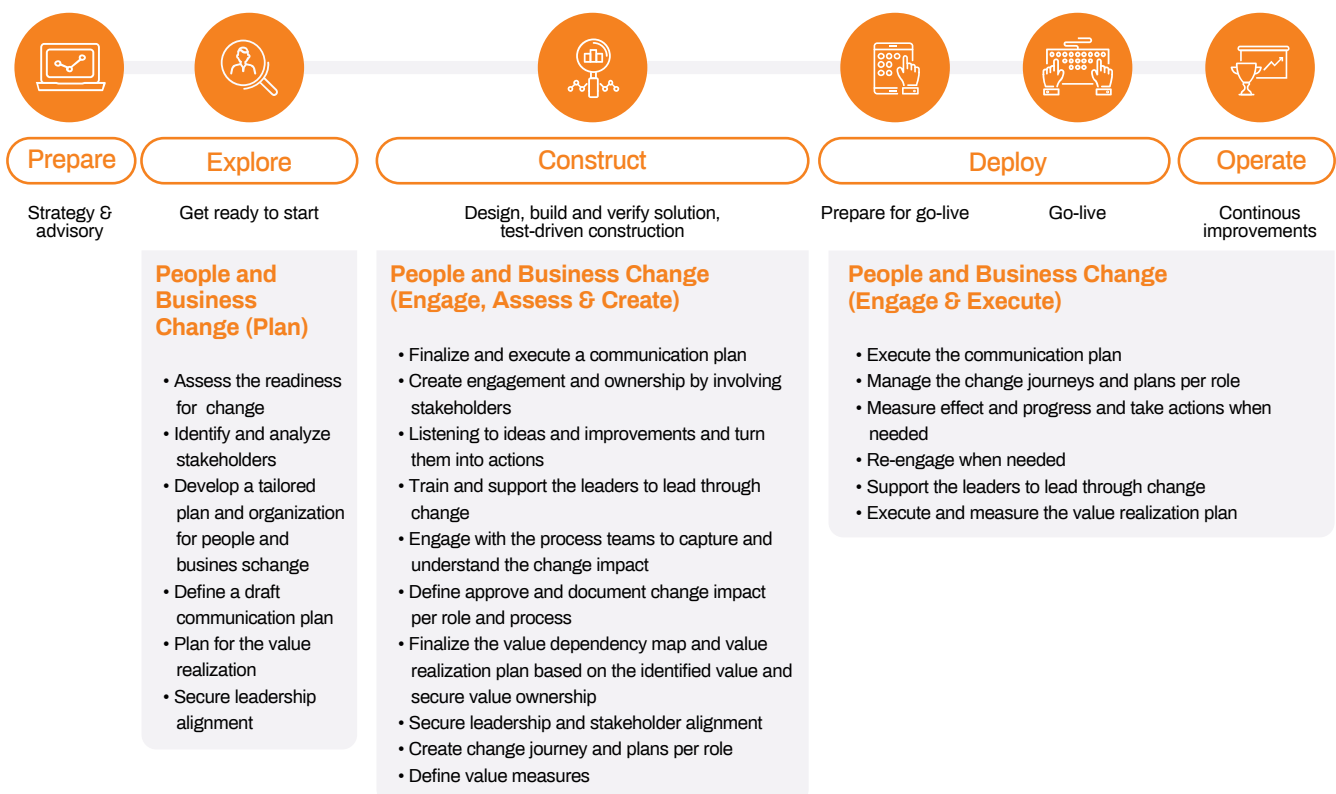 Prepare
Explore
Construct
Deploy
Operate
Strategy &
advisory
Get ready to start
Design, build and verify solution,
test-driven construction
Prepare for go-live
Go-live
Continous
improvements
People and
Business
Change (Plan)
• Assess the readiness
for change
• Identify and analyze
stakeholders
• Develop a tailored
plan and organization
for people and
busines schange
• Define a draft
communication plan
• Plan for the value
realization
• Secure leadership
alignment
People and Business Change
(Engage, Assess & Create)
• Finalize and execute a communication plan
• Create engagement and ownership by involving
stakeholders
• Listening to ideas and improvements and turn
them into actions
• Train and support the leaders to lead through
change
• Engage with the process teams to capture and
understand the change impact
• Define approve and document change impact
per role and process
• Finalize the value dependency map and value
realization plan based on the identified value and
secure value ownership
• Secure leadership and stakeholder alignment
• Create change journey and plans per role
• Define value measures
People and Business Change
(Engage & Execute)
• Execute the communication plan
• Manage the change journeys and plans per role
• Measure effect and progress and take actions when
needed
• Re-engage when needed
• Support the leaders to lead through change
• Execute and measure the value realization plan